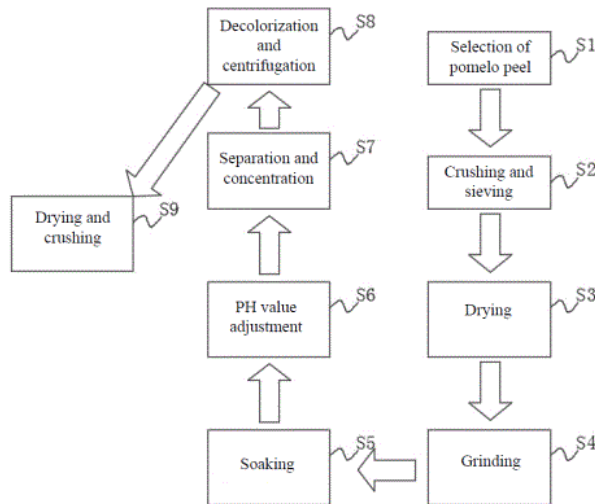 Selection of
pomelo peel
S1
Crushing and
sieving
S2
Drying
S3
Grinding
S4
Soaking
S5
PH value
adjustment
S6
Separation and
concentration
S7
Decolorization and
centrifugation
S8
Drying and
crushing
S9